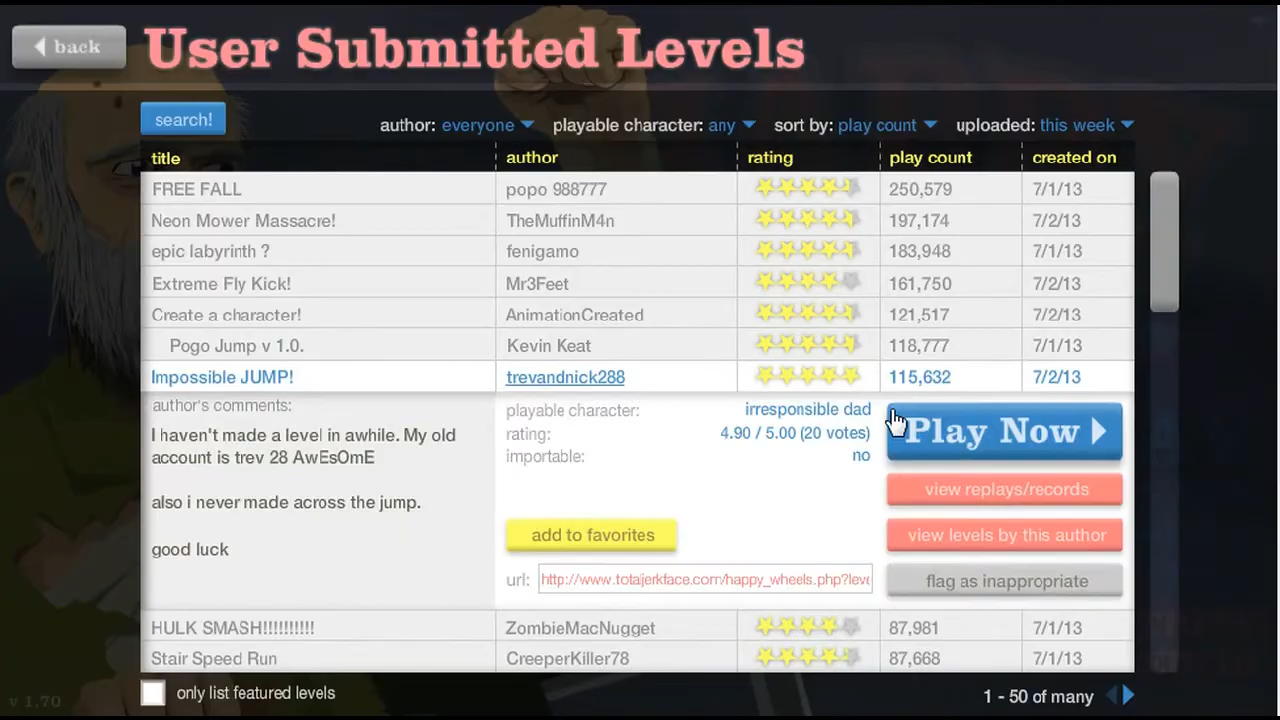 back
User Submitted Levels
search!
author: everyone playable character: any sort by: play count uploaded: this week
title author rating play count created on
FREE FALL popo 988777 250,579 7/1/13
Neon Mower Massacre! TheMuffinM4n 197,174 7/2/13
epic labyrinth ? fenigamo 183,948 7/1/13
Extreme Fly Kick! Mr3Feet 161,750 7/2/13
Create a character! AnimationCreated 121,517 7/2/13
Pogo Jump v 1.0. Kevin Keat 118,777 7/1/13
Impossible JUMP! trevandnick288 115,632 7/2/13
author's comments:
I haven't made a level in awhile. My old
account is trev 28 AwEsOmE
also i never made across the jump.
good luck
playable character: irresponsible dad
rating: 4.90 / 5.00 (20 votes)
importable: no
add to favorites
url: http://www.totaljerkface.com/happy_wheels.php?leve
Play Now
view replays/records
view levels by this author
flag as inappropriate
HULK SMASH!!!!!!!!!! ZombieMacNugget 87,981 7/1/13
Stair Speed Run CreeperKiller78 87,668 7/1/13
only list featured levels 1 - 50 of many
v 1.70